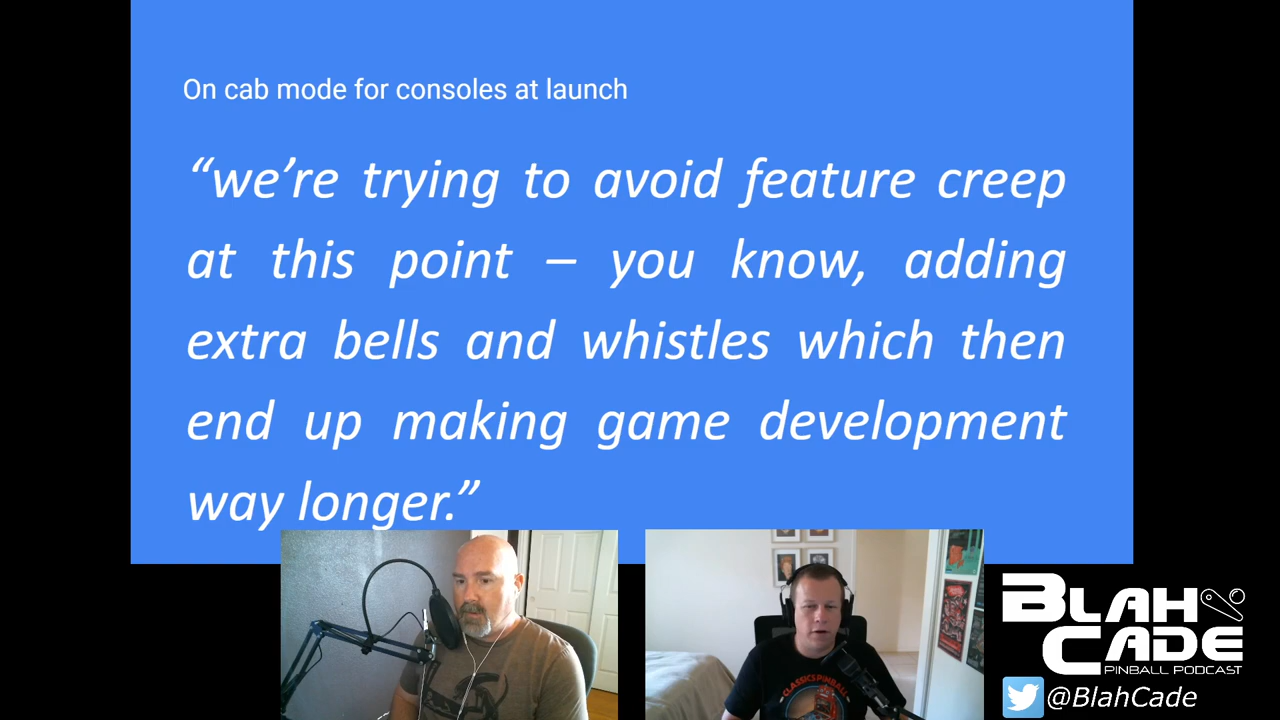 On cab mode for consoles at launch
“we’re trying to avoid feature creep
at this point – you know, adding
extra bells and whistles which then
end up making game development
way longer.”
CLASSICS PINBALL
BLAH
CADE
PINBALL PODCAST
@BlahCade